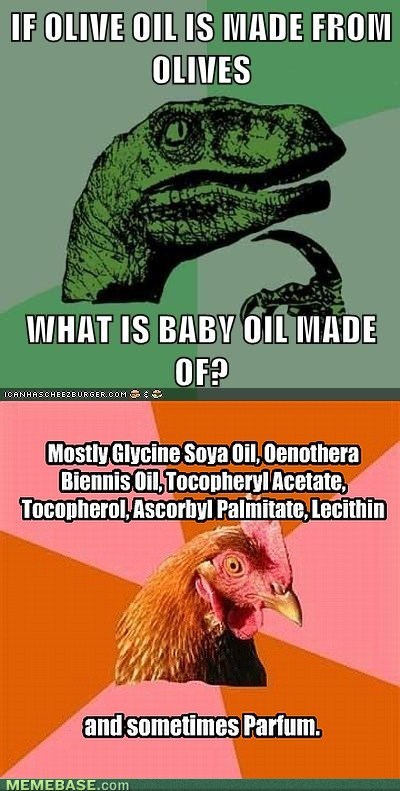 IF OLIVE OIL IS MADE FROM
OLIVES
WHAT IS BABY OIL MADE
OF?
ICANHASCHEEZBURGER.COM
Mostly Glycine Soya Oil, Oenothera
Biennis Oil, Tocopheryl Acetate,
Tocopherol, Ascorbyl Palmitate, Lecithin
and sometimes Parfum.
MEMEBASE.com